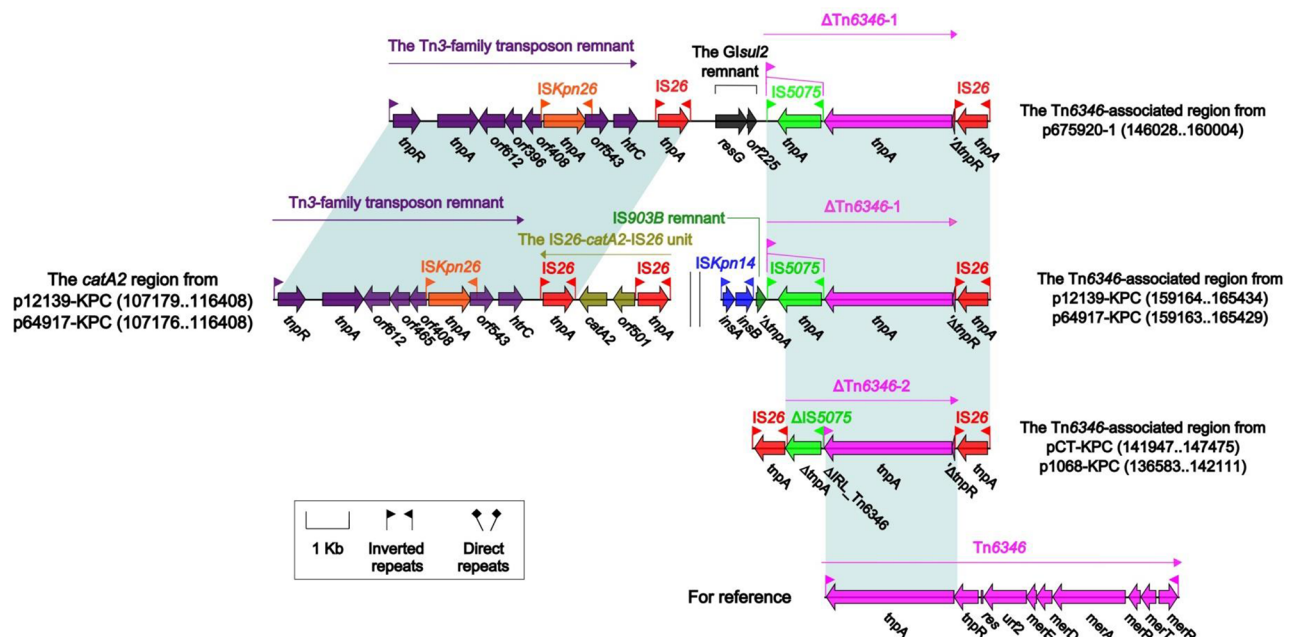 ΔTn6346-1
The Tn3-family transposon remnant
The GIsul2
remnant
IS26
ISKpn26
IS5075
IS26
The Tn6346-associated region from
p675920-1 (146028..160004)
tnpR
tnpA
orf612
orf396
orf408
tnpA
orf543
htrC
tnpA
resG
orf225
tnpA
tnpA
'ΔtnpR
tnpA
Tn3-family transposon remnant
IS903B remnant
ΔTn6346-1
The IS26-catA2-IS26 unit
The catA2 region from
p12139-KPC (107179..116408)
p64917-KPC (107176..116408)
ISKpn26
IS26
IS26
ISKpn14
IS5075
IS26
The Tn6346-associated region from
p12139-KPC (159164..165434)
p64917-KPC (159163..165429)
tnpR
tnpA
orf612
orf465
orf408
tnpA
orf543
htrC
tnpA
catA2
orf501
tnpA
insA
insB
'ΔtnpA
tnpA
tnpA
'ΔtnpR
tnpA
ΔTn6346-2
IS26
ΔIS5075
IS26
The Tn6346-associated region from
pCT-KPC (141947..147475)
p1068-KPC (136583..142111)
tnpA
ΔtnpA
ΔIRL_Tn6346
tnpA
'ΔtnpR
tnpA
1 Kb
Inverted
repeats
Direct
repeats
Tn6346
For reference
tnpA
tnpR
res
urf2
merE
merD
merA
merP
merT
merR